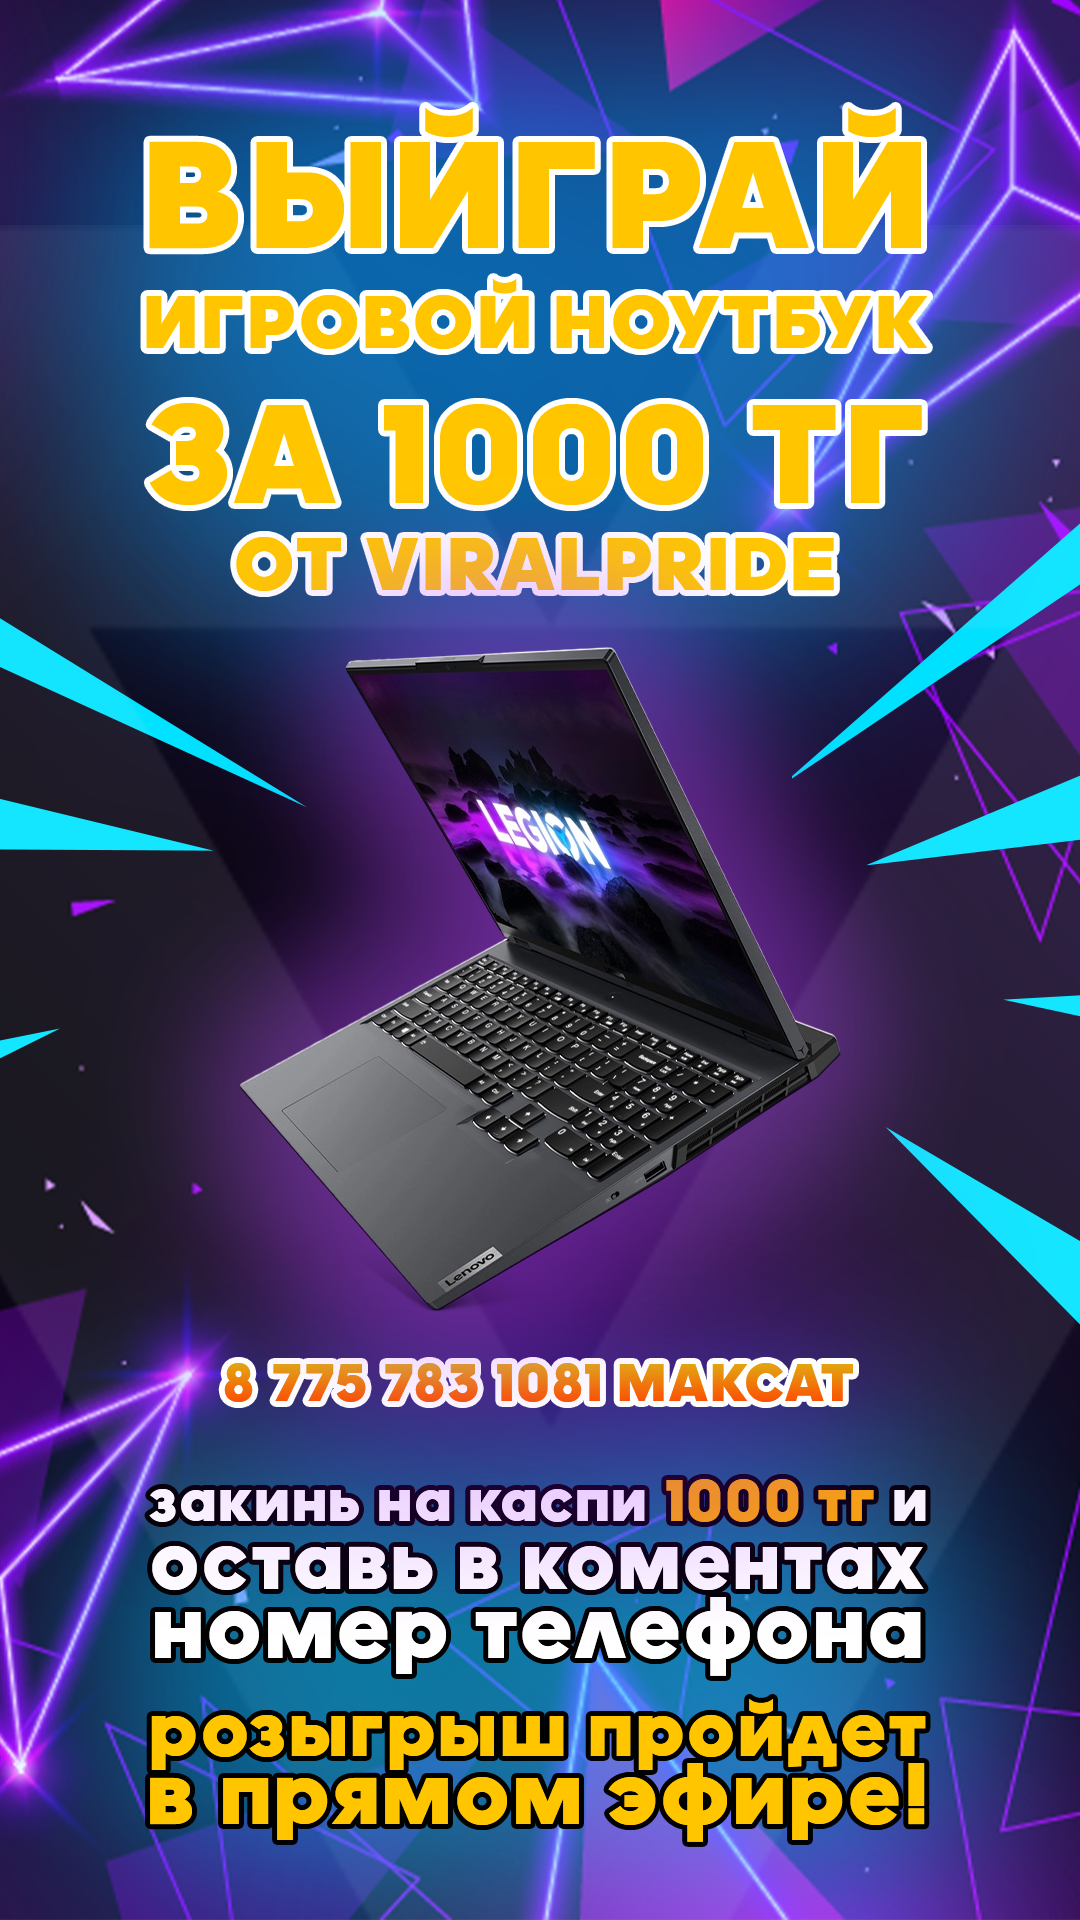 ВЫЙГРАЙ
ИГРОВОЙ НОУТБУК
ЗА 1000 ТГ
ОТ VIRALPRIDE
LEGION
Lenovo
8 775 783 1081 МАКСАТ
закинь на каспи 1000 тг и
оставь в коментах
номер телефона
розыгрыш пройдет
в прямом эфире!